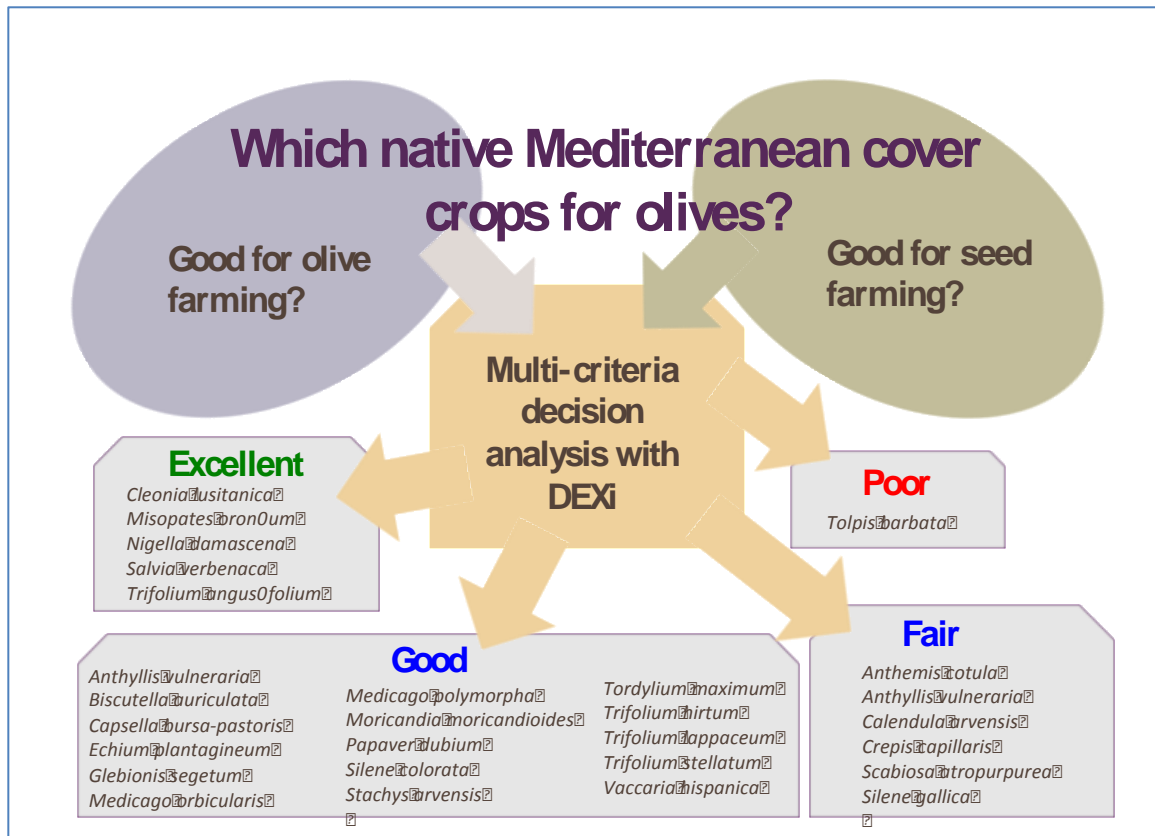 Which native Mediterranean cover
crops for olives?
Good for olive
farming?
Good for seed
farming?
Multi-criteria
decision
analysis with
DEXi
Excellent
Cleonia⍰lusitanica⍰
Misopates⍰oron0um⍰
Nigella⍰damascena⍰
Salvia⍰verbenaca⍰
Trifolium⍰angus0folium⍰
Poor
Tolpis⍰barbata⍰
Good
Anthyllis⍰vulneraria⍰
Biscutella⍰auriculata⍰
Capsella⍰bursa-pastoris⍰
Echium⍰plantagineum⍰
Glebionis⍰segetum⍰
Medicago⍰orbicularis⍰
Medicago⍰polymorpha⍰
Moricandia⍰moricandioides⍰
Papaver⍰dubium⍰
Silene⍰colorata⍰
Stachys⍰arvensis⍰
⍰
Tordylium⍰maximum⍰
Trifolium⍰hirtum⍰
Trifolium⍰lappaceum⍰
Trifolium⍰stellatum⍰
Vaccaria⍰hispanica⍰
Fair
Anthemis⍰cotula⍰
Anthyllis⍰vulneraria⍰
Calendula⍰arvensis⍰
Crepis⍰capillaris⍰
Scabiosa⍰atropurpurea⍰
Silene⍰gallica⍰
⍰